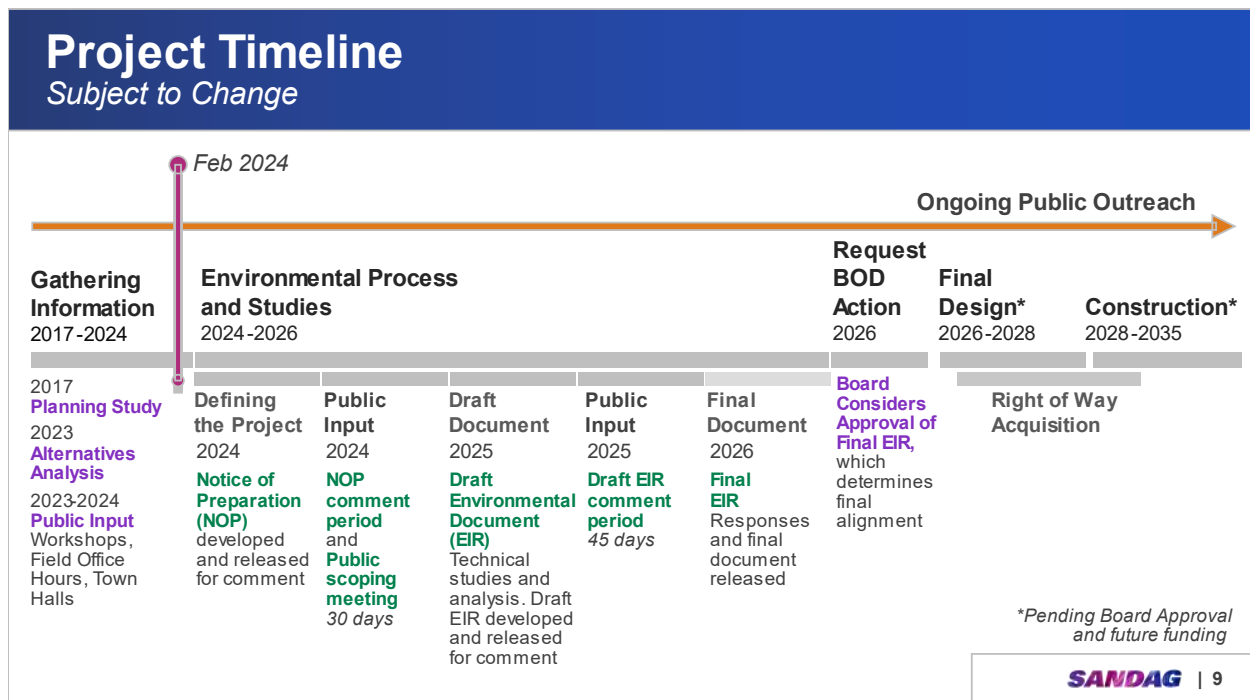 Project Timeline
Subject to Change
Feb 2024
Ongoing Public Outreach
Gathering
Information
2017-2024
Environmental Process
and Studies
2024-2026
Request
BOD
Action
2026
Final
Design*
2026-2028
Construction*
2028-2035
2017
Planning Study
2023
Alternatives
Analysis
2023-2024
Public Input
Workshops,
Field Office
Hours, Town
Halls
Defining
the Project
2024
Notice of
Preparation
(NOP)
developed
and released
for comment
Public
Input
2024
NOP
comment
period
and
Public
scoping
meeting
30 days
Draft
Document
2025
Draft
Environmental
Document
(EIR)
Technical
studies and
analysis. Draft
EIR developed
and released
for comment
Public
Input
2025
Draft EIR
comment
period
45 days
Final
Document
2026
Final
EIR
Responses
and final
document
released
Board
Considers
Approval of
Final EIR,
which
determines
final
alignment
Right of Way
Acquisition
*Pending Board Approval
and future funding
SANDAG | 9